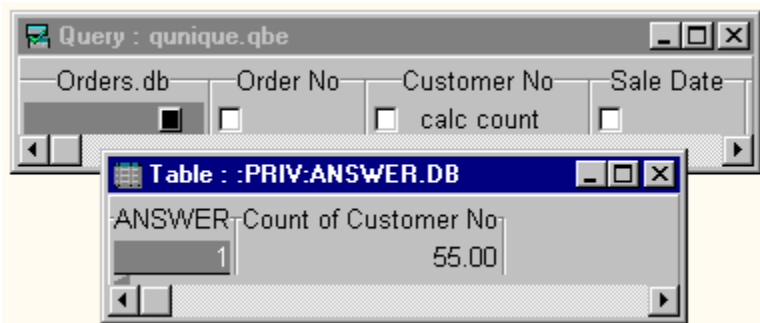 Query : qunique.qbe
Orders.db Order No Customer No Sale Date
calc count
Table : :PRIV:ANSWER.DB
ANSWER Count of Customer No
1 55.00